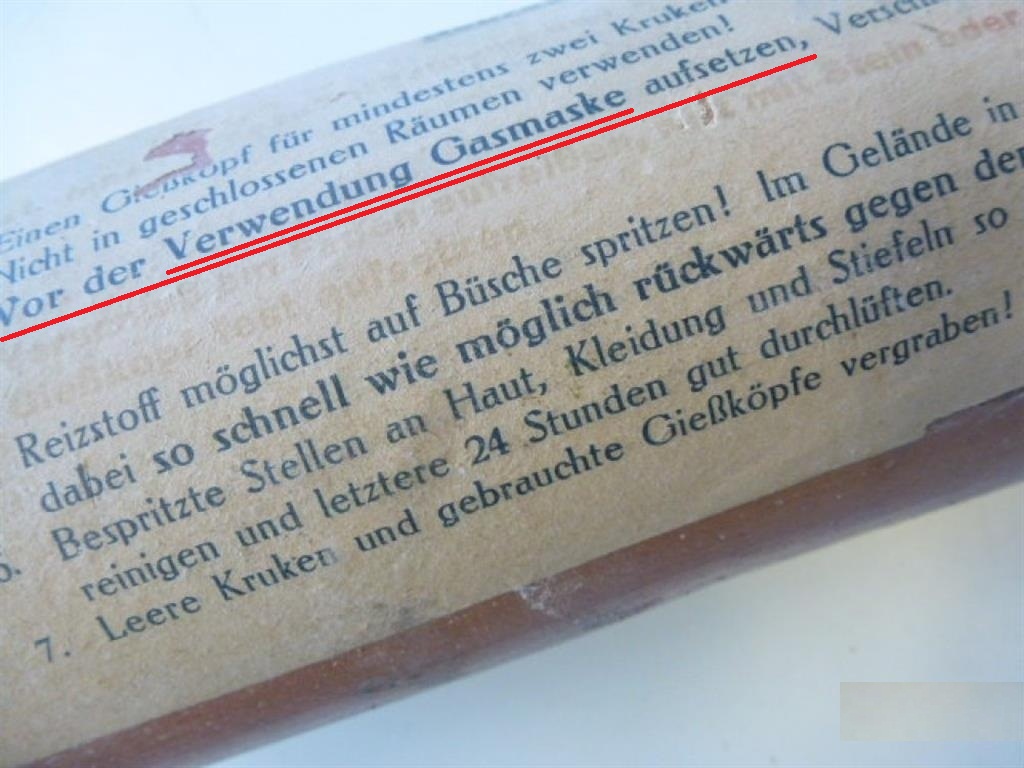 Einen Gießkopf für mindestens zwei Kruken
Nicht in geschlossenen Räumen verwenden!
Vor der Verwendung Gasmaske aufsetzen,
Reizstoff möglichst auf Büsche spritzen! Im Gelände in
dabei so schnell wie möglich rückwärts gegen den
6. Bespritzte Stellen an Haut, Kleidung und Stiefeln so
reinigen und letztere 24 Stunden gut durchlüften.
7. Leere Kruken und gebrauchte Gießköpfe vergraben!